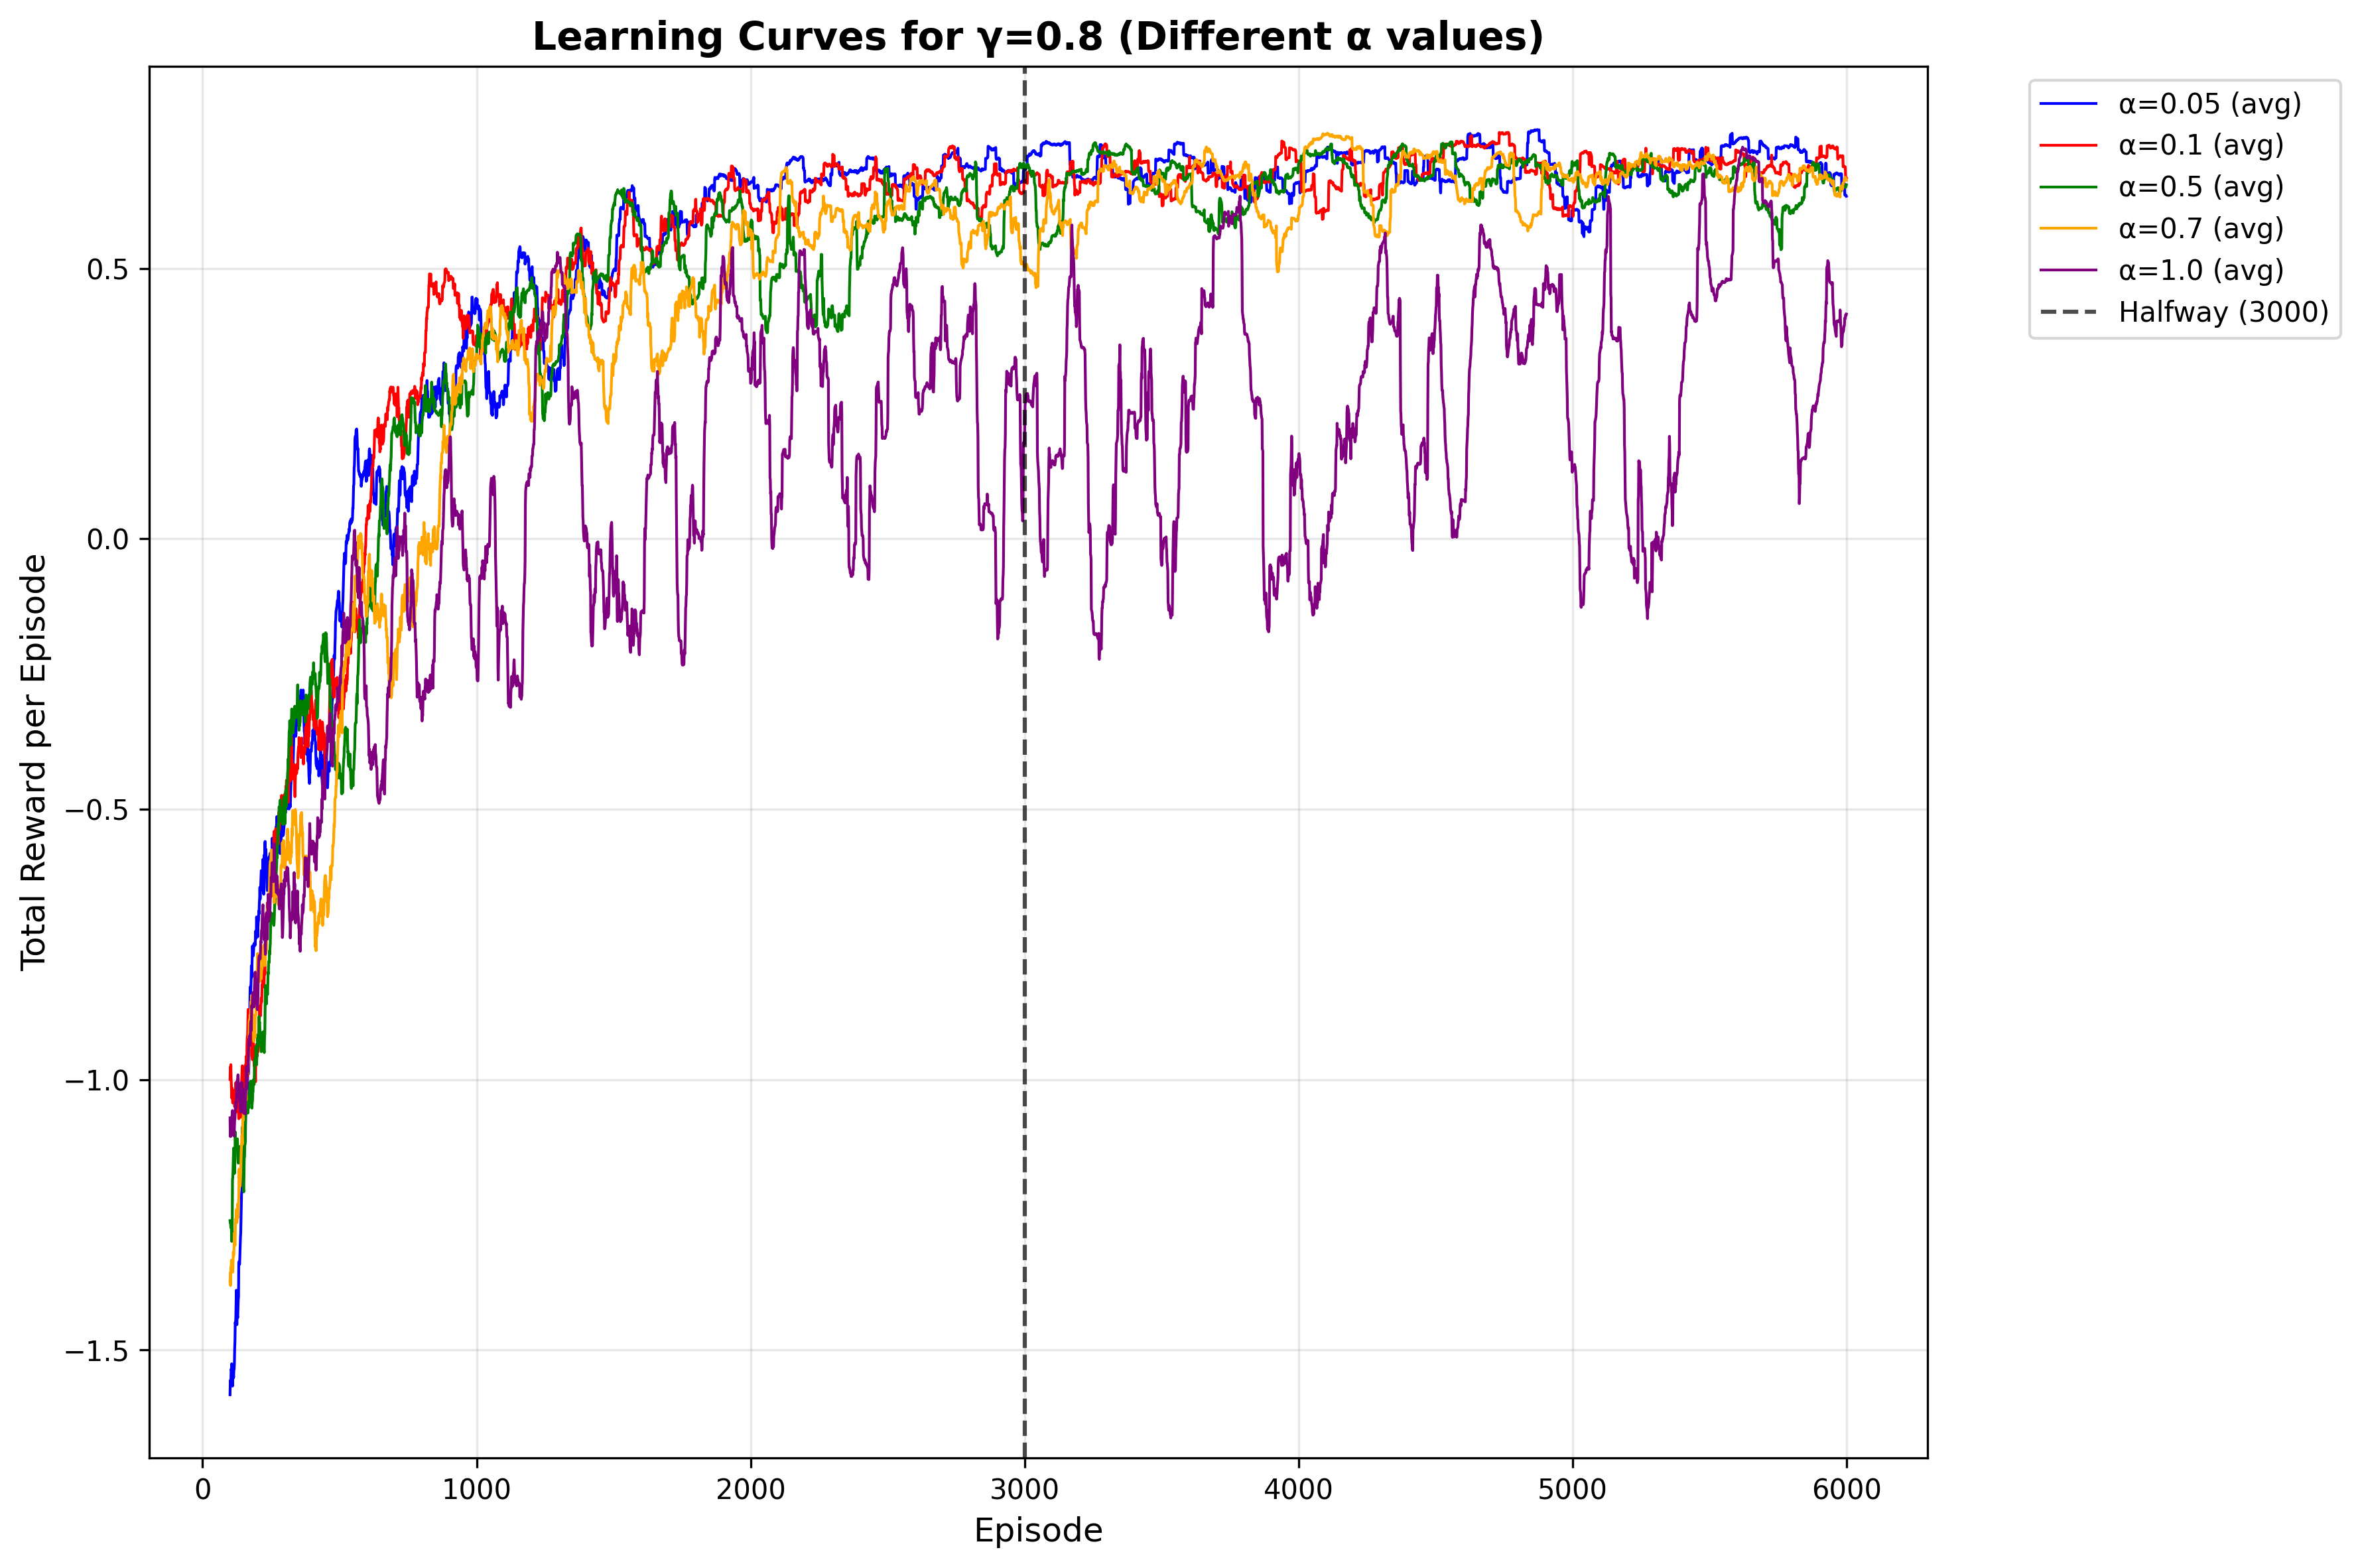 Learning Curves for γ=0.8 (Different α values)
α=0.05 (avg)
α=0.1 (avg)
α=0.5 (avg)
α=0.7 (avg)
α=1.0 (avg)
Halfway (3000)
Total Reward per Episode
0.5
0.0
−0.5
−1.0
−1.5
0 1000 2000 3000 4000 5000 6000
Episode